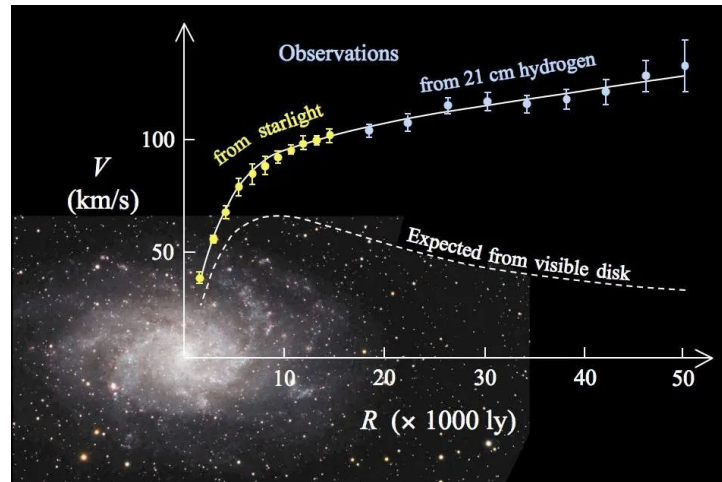 Observations
from 21 cm hydrogen
from starlight
100
V
(km/s)
50
Expected from visible disk
10
20
30
40
50
R (× 1000 ly)